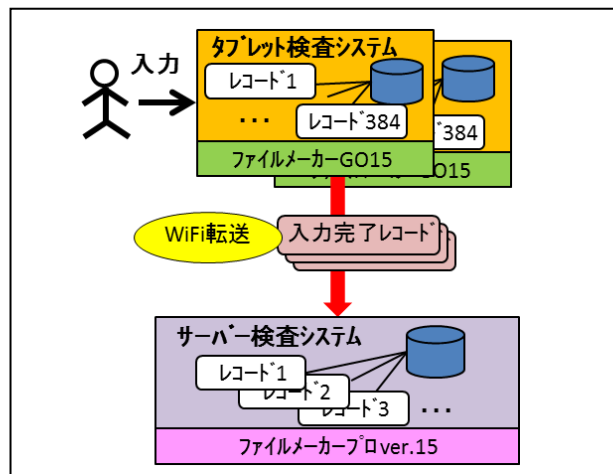 タブレット検査システム
入力
レコード1
・・・
レコード384
ド384
ファイルメーカーGO15
GO15
WiFi転送
入力完了レコード
サーバー検査システム
レコード1
レコード2
レコード3
・・・
ファイルメーカープロver.15